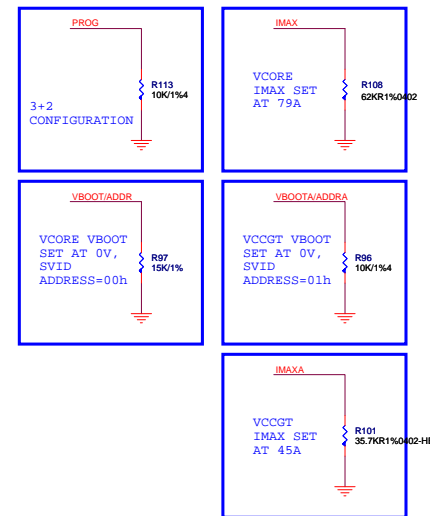 PROG
R113
10K/1%4
3+2
CONFIGURATION
IMAX
VCORE
IMAX SET
AT 79A
R108
62KR1%0402
VBOOT/ADDR
VCORE VBOOT
SET AT 0V,
SVID
ADDRESS=00h
R97
15K/1%
VBOOTA/ADDRA
VCCGT VBOOT
SET AT 0V,
SVID
ADDRESS=01h
R96
10K/1%4
IMAXA
VCCGT
IMAX SET
AT 45A
R101
35.7KR1%0402-HF